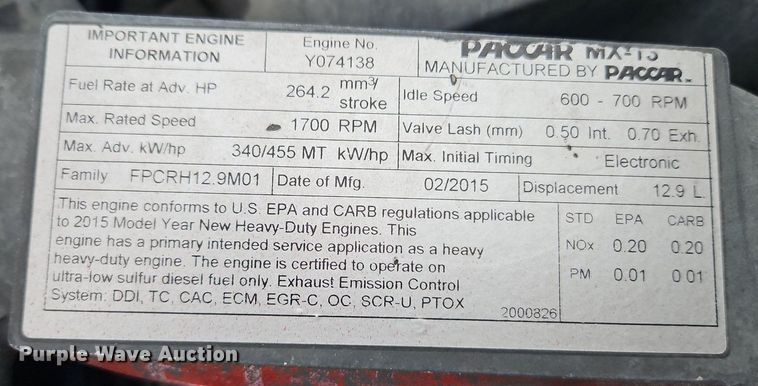 IMPORTANT ENGINE
INFORMATION
Engine No.
Y074138
PACCAR MX-13
MANUFACTURED BY PACCAR
Fuel Rate at Adv. HP 264.2 mm³/
stroke
Idle Speed 600 - 700 RPM
Max. Rated Speed 1700 RPM
Valve Lash (mm) 0.50 Int. 0.70 Exh.
Max. Adv. kW/hp 340/455 MT kW/hp
Max. Initial Timing Electronic
Family FPCRH12.9M01
Date of Mfg. 02/2015
Displacement 12.9 L
This engine conforms to U.S. EPA and CARB regulations applicable
to 2015 Model Year New Heavy-Duty Engines. This
engine has a primary intended service application as a heavy
heavy-duty engine. The engine is certified to operate on
ultra-low sulfur diesel fuel only. Exhaust Emission Control
System: DDI, TC, CAC, ECM, EGR-C, OC, SCR-U, PTOX
2000826
STD EPA CARB
NOx 0.20 0.20
PM 0.01 0.01
Purple Wave Auction